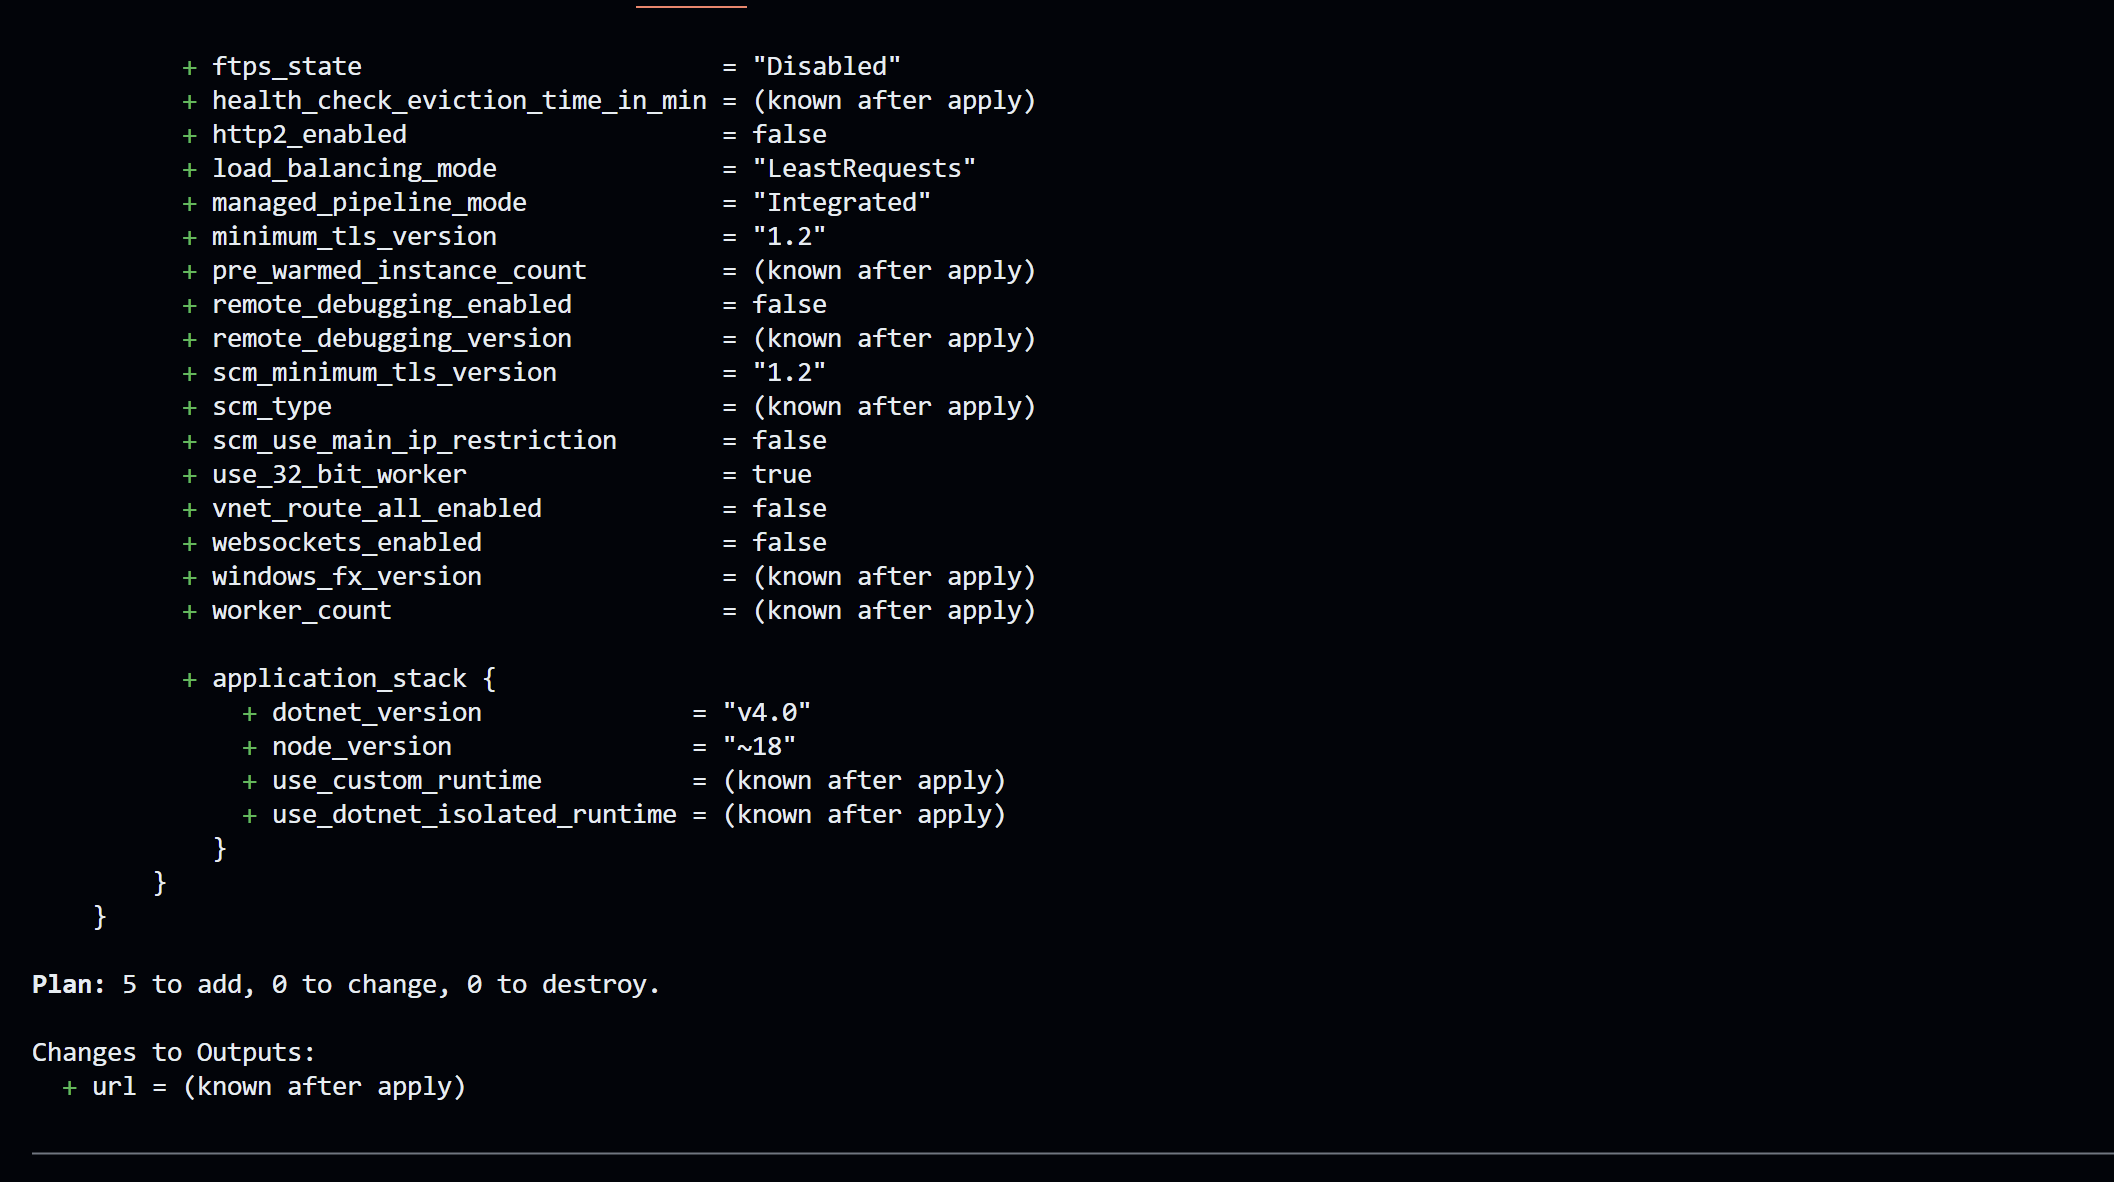 + ftps_state = "Disabled"
+ health_check_eviction_time_in_min = (known after apply)
+ http2_enabled = false
+ load_balancing_mode = "LeastRequests"
+ managed_pipeline_mode = "Integrated"
+ minimum_tls_version = "1.2"
+ pre_warmed_instance_count = (known after apply)
+ remote_debugging_enabled = false
+ remote_debugging_version = (known after apply)
+ scm_minimum_tls_version = "1.2"
+ scm_type = (known after apply)
+ scm_use_main_ip_restriction = false
+ use_32_bit_worker = true
+ vnet_route_all_enabled = false
+ websockets_enabled = false
+ windows_fx_version = (known after apply)
+ worker_count = (known after apply)
+ application_stack {
+ dotnet_version = "v4.0"
+ node_version = "~18"
+ use_custom_runtime = (known after apply)
+ use_dotnet_isolated_runtime = (known after apply)
}
}
}
Plan: 5 to add, 0 to change, 0 to destroy.
Changes to Outputs:
+ url = (known after apply)